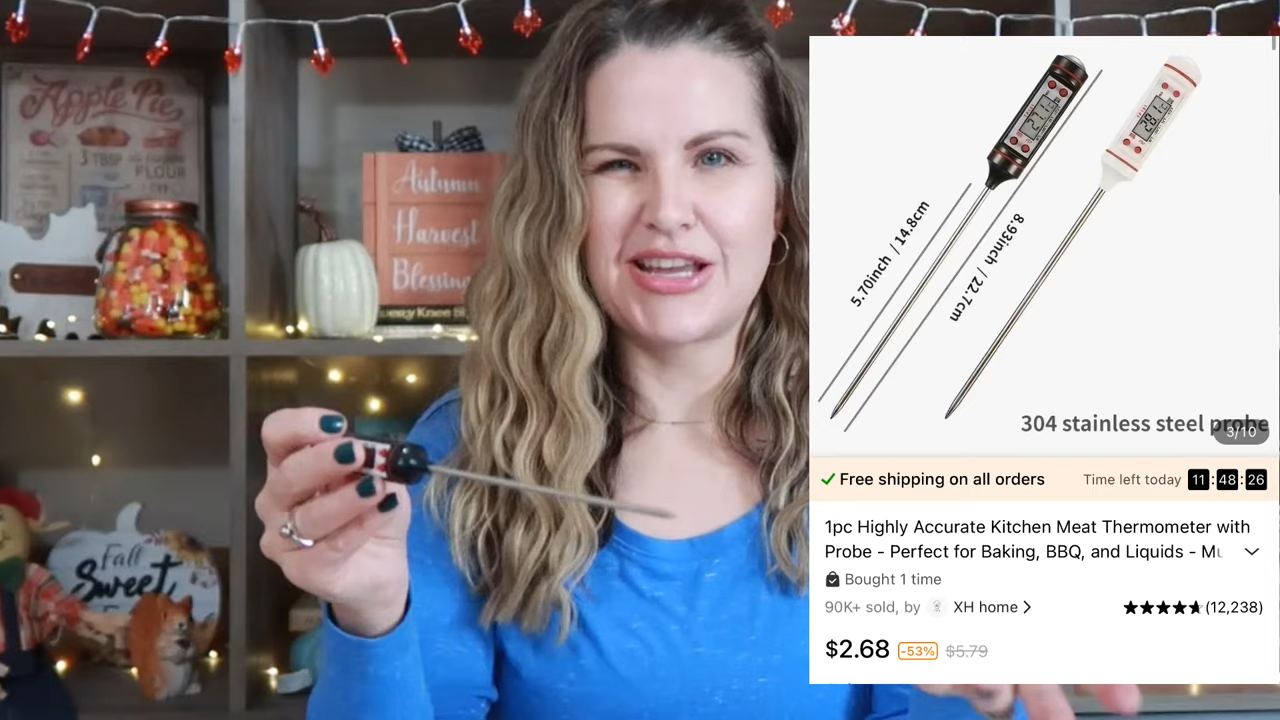 Apple Pie
3 TBSP
FLOUR
Autumn
Harvest
Blessing
Fall
Sweet
5.70inch / 14.8cm
8.93inch / 22.7cm
304 stainless steel probe
3/10
Free shipping on all orders
Time left today 11:48:26
1pc Highly Accurate Kitchen Meat Thermometer with
Probe - Perfect for Baking, BBQ, and Liquids - Mu
Bought 1 time
90K+ sold, by XH home
(12,238)
$2.68 -53% $5.79